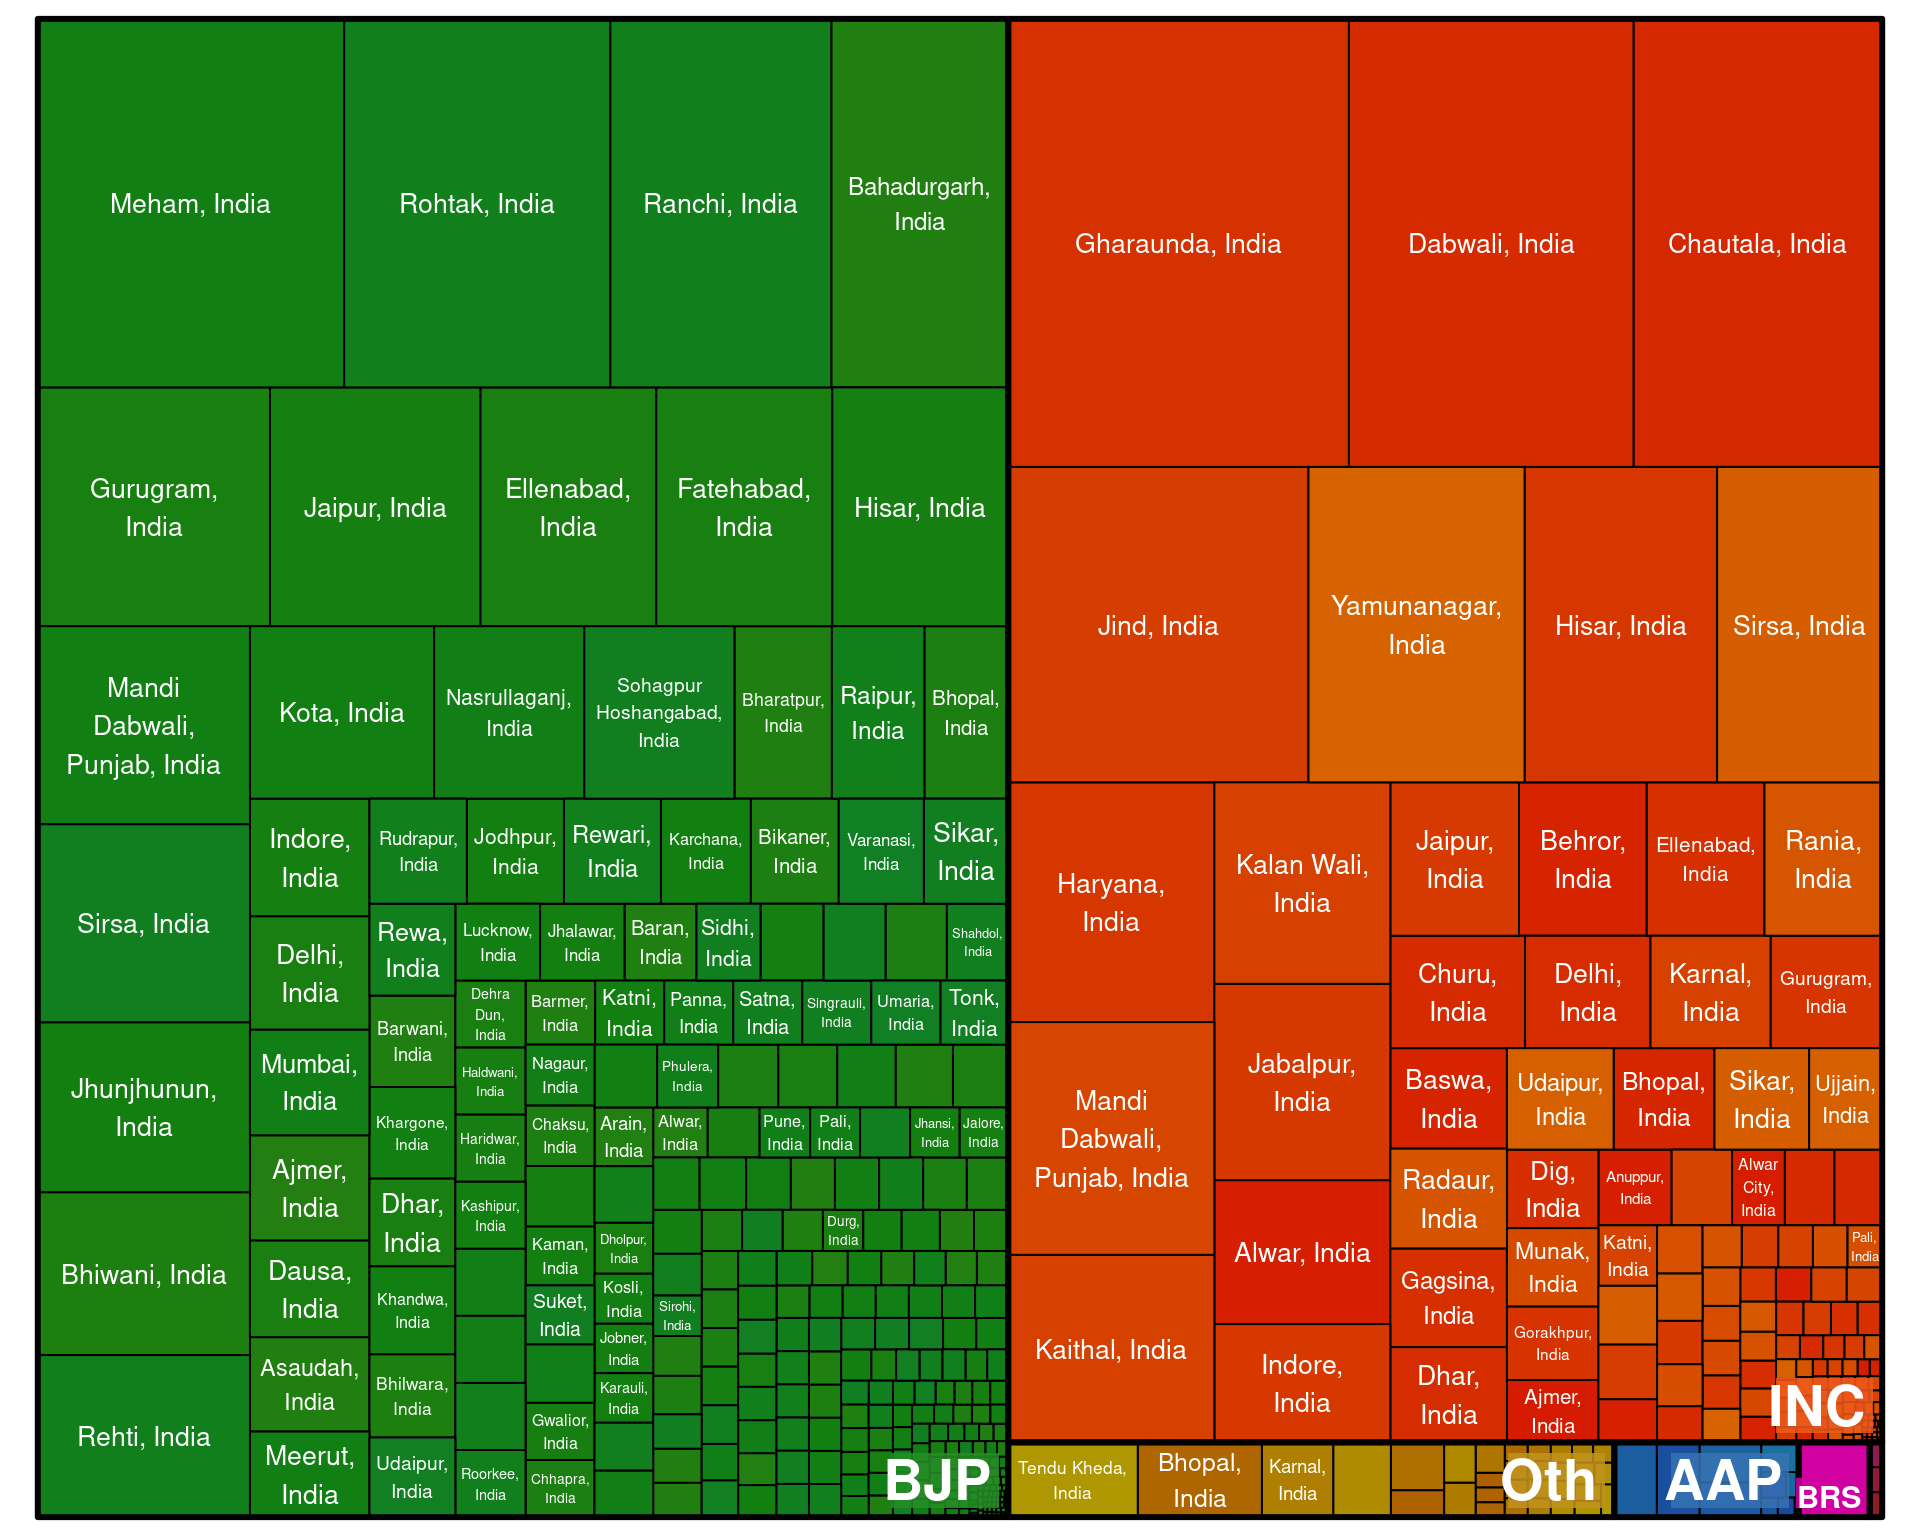 Meham, India
Rohtak, India
Ranchi, India
Bahadurgarh,
India
Gurugram,
India
Jaipur, India
Ellenabad,
India
Fatehabad,
India
Hisar, India
Mandi
Dabwali,
Punjab, India
Kota, India
Nasrullaganj,
India
Sohagpur
Hoshangabad,
India
Bharatpur,
India
Raipur,
India
Bhopal,
India
Sirsa, India
Jhunjhunun,
India
Bhiwani, India
Rehti, India
Indore,
India
Delhi,
India
Mumbai,
India
Ajmer,
India
Dausa,
India
Asaudah,
India
Meerut,
India
Rudrapur,
India
Jodhpur,
India
Rewari,
India
Karchana,
India
Bikaner,
India
Varanasi,
India
Sikar,
India
Rewa,
India
Barwani,
India
Khargone,
India
Dhar,
India
Khandwa,
India
Bhilwara,
India
Udaipur,
India
Lucknow,
India
Jhalawar,
India
Baran,
India
Sidhi,
India
Shahdol,
India
Dehra
Dun,
India
Haldwani,
India
Haridwar,
India
Kashipur,
India
Roorkee,
India
Barmer,
India
Katni,
India
Panna,
India
Satna,
India
Singrauli,
India
Umaria,
India
Tonk,
India
Nagaur,
India
Chaksu,
India
Kaman,
India
Suket,
India
Gwalior,
India
Chhapra,
India
Phulera,
India
Arain,
India
Dholpur,
India
Kosli,
India
Jobner,
India
Karauli,
India
Alwar,
India
Pune,
India
Pali,
India
Jhansi,
India
Jalore,
India
Durg,
India
Sirohi,
India
BJP
Gharaunda, India
Dabwali, India
Chautala, India
Jind, India
Yamunanagar,
India
Hisar, India
Sirsa, India
Haryana,
India
Mandi
Dabwali,
Punjab, India
Kaithal, India
Kalan Wali,
India
Jabalpur,
India
Alwar, India
Indore,
India
Jaipur,
India
Behror,
India
Ellenabad,
India
Rania,
India
Churu,
India
Delhi,
India
Karnal,
India
Gurugram,
India
Baswa,
India
Udaipur,
India
Bhopal,
India
Sikar,
India
Ujjain,
India
Radaur,
India
Gagsina,
India
Dhar,
India
Dig,
India
Munak,
India
Gorakhpur,
India
Ajmer,
India
Anuppur,
India
Alwar
City,
India
Katni,
India
Pali,
India
INC
Tendu Kheda,
India
Bhopal,
India
Karnal,
India
Oth
AAP
BRS